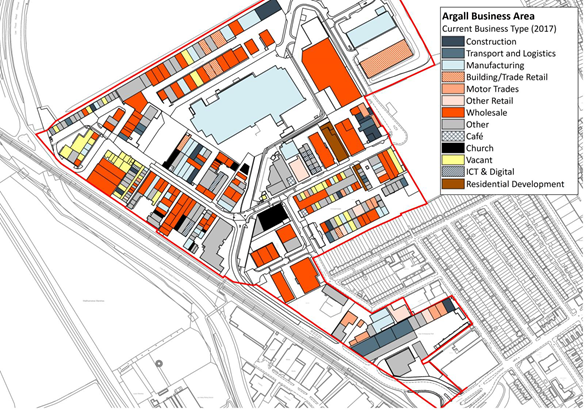 Argall Business Area
Current Business Type (2017)
Construction
Transport and Logistics
Manufacturing
Building/Trade Retail
Motor Trades
Other Retail
Wholesale
Other
Café
Church
Vacant
ICT & Digital
Residential Development